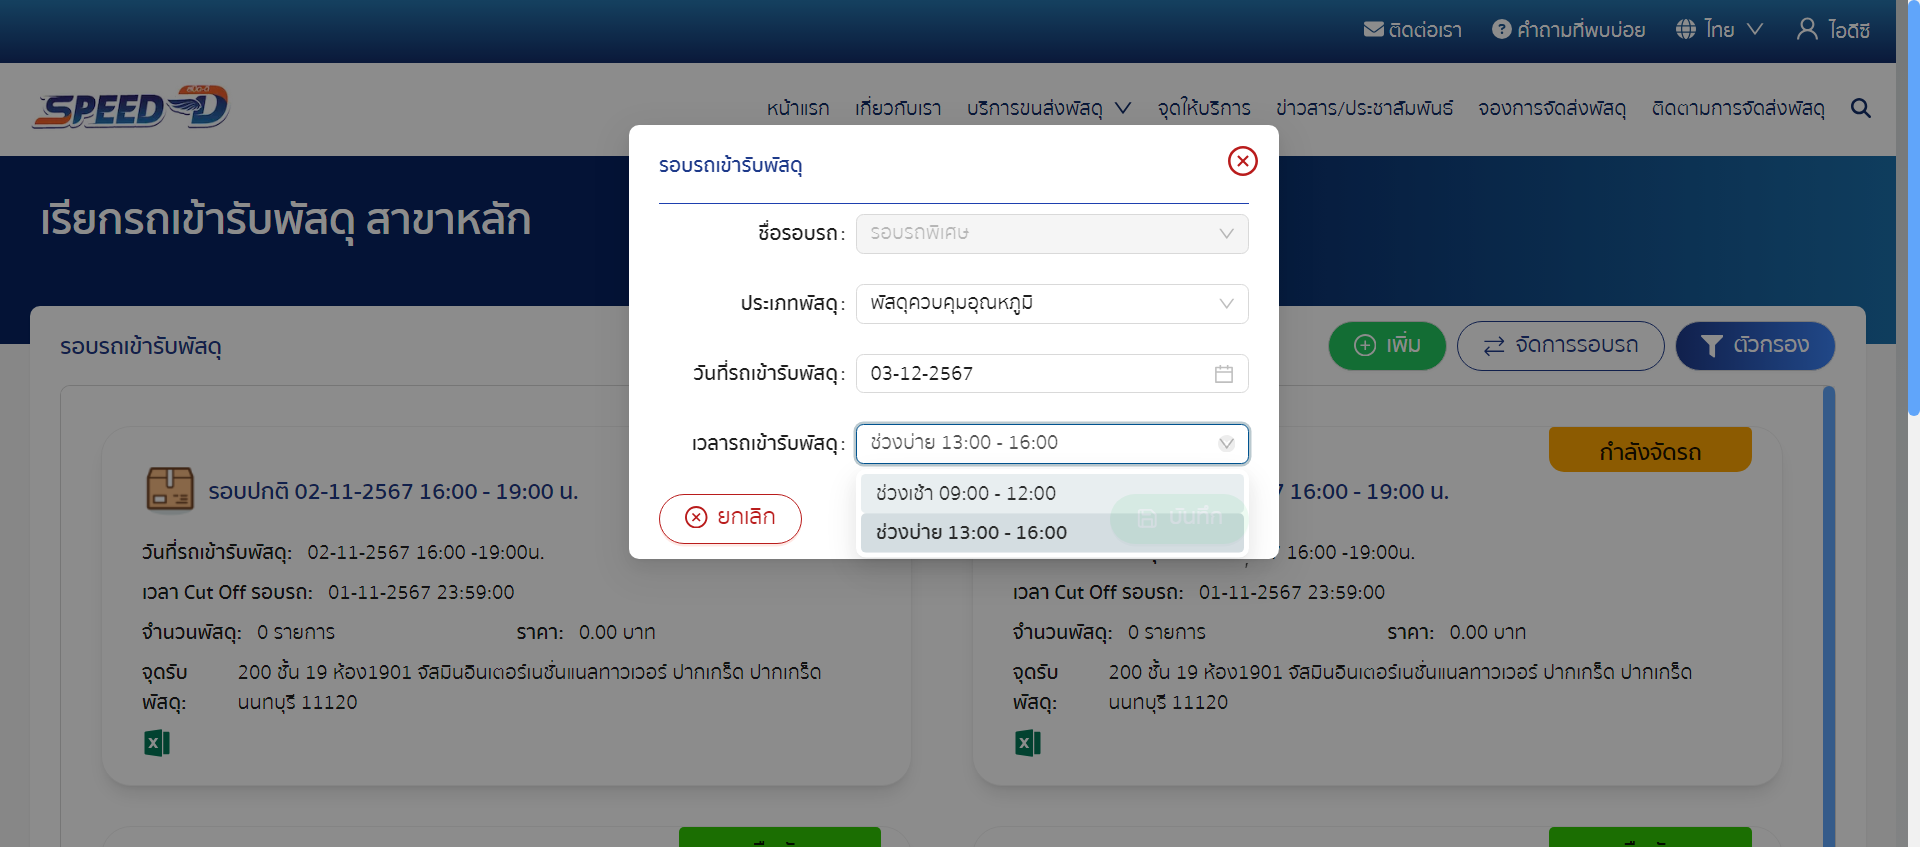 ติดต่อเรา คำถามที่พบบ่อย ไทย ไอดีซี
สปีด-ดี
SPEED-D
หน้าแรก เกี่ยวกับเรา บริการขนส่งพัสดุ จุดให้บริการ ข่าวสาร/ประชาสัมพันธ์ จองการจัดส่งพัสดุ ติดตามการจัดส่งพัสดุ
เรียกรถเข้ารับพัสดุ สาขาหลัก
รอบรถเข้ารับพัสดุ
เพิ่ม จัดการรอบรถ ตัวกรอง
รอบรถเข้ารับพัสดุ
ชื่อรอบรถ: รอบรถพิเศษ
ประเภทพัสดุ: พัสดุควบคุมอุณหภูมิ
วันที่รถเข้ารับพัสดุ: 03-12-2567
เวลารถเข้ารับพัสดุ: ช่วงบ่าย 13:00 - 16:00
ช่วงเช้า 09:00 - 12:00
ช่วงบ่าย 13:00 - 16:00
ยกเลิก บันทึก
รอบปกติ 02-11-2567 16:00 - 19:00 น.
วันที่รถเข้ารับพัสดุ: 02-11-2567 16:00 -19:00น.
เวลา Cut Off รอบรถ: 01-11-2567 23:59:00
จำนวนพัสดุ: 0 รายการ ราคา: 0.00 บาท
จุดรับ 200 ชั้น 19 ห้อง1901 จัสมินอินเตอร์เนชั่นแนลทาวเวอร์ ปากเกร็ด ปากเกร็ด
พัสดุ: นนทบุรี 11120
กำลังจัดรถ
7 16:00 - 19:00 น.
7 16:00 -19:00น.
เวลา Cut Off รอบรถ: 01-11-2567 23:59:00
จำนวนพัสดุ: 0 รายการ ราคา: 0.00 บาท
จุดรับ 200 ชั้น 19 ห้อง1901 จัสมินอินเตอร์เนชั่นแนลทาวเวอร์ ปากเกร็ด ปากเกร็ด
พัสดุ: นนทบุรี 11120